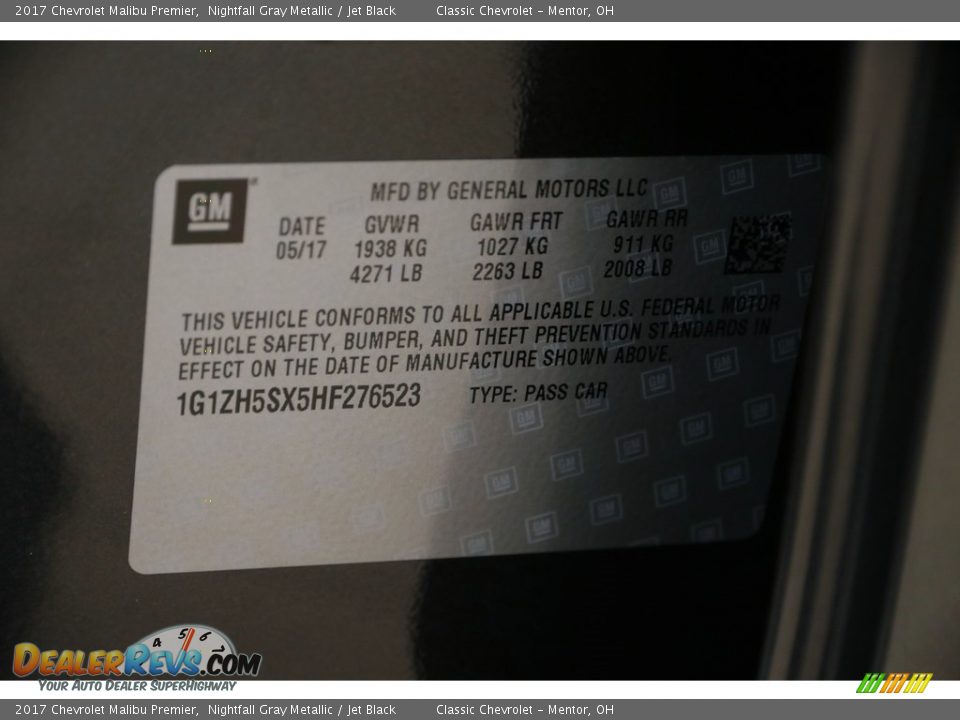 2017 Chevrolet Malibu Premier,  Nightfall Gray Metallic / Jet Black  Classic Chevrolet – Mentor, OH
GM
MFD BY GENERAL MOTORS LLC
DATE GVWR GAWR FRT GAWR RR
05/17 1938 KG 1027 KG 911 KG
4271 LB 2263 LB 2008 LB
THIS VEHICLE CONFORMS TO ALL APPLICABLE U.S. FEDERAL MOTOR
VEHICLE SAFETY, BUMPER, AND THEFT PREVENTION STANDARDS IN
EFFECT ON THE DATE OF MANUFACTURE SHOWN ABOVE.
1G1ZH5SX5HF276523 TYPE: PASS CAR
4 5 6
DEALERREVS.COM
YOUR AUTO DEALER SUPERHIGHWAY
2017 Chevrolet Malibu Premier,  Nightfall Gray Metallic / Jet Black  Classic Chevrolet – Mentor, OH